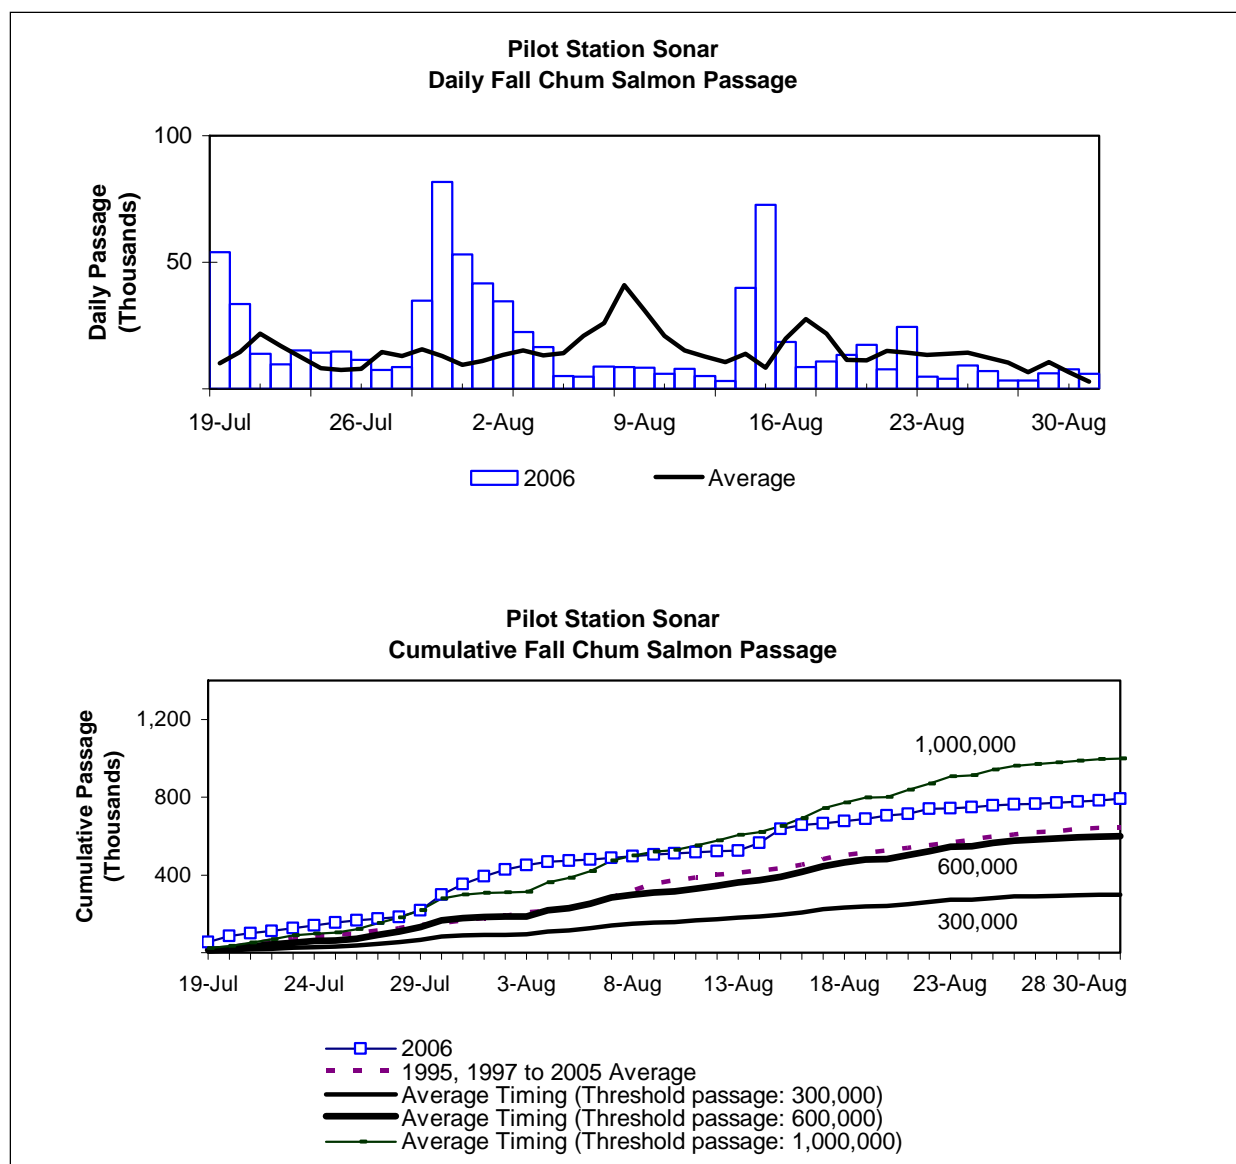 Pilot Station Sonar
Daily Fall Chum Salmon Passage
Daily Passage
(Thousands)
100
50
19-Jul 26-Jul 2-Aug 9-Aug 16-Aug 23-Aug 30-Aug
2006 Average
Pilot Station Sonar
Cumulative Fall Chum Salmon Passage
Cumulative Passage
(Thousands)
1,200
800
400
1,000,000
600,000
300,000
19-Jul 24-Jul 29-Jul 3-Aug 8-Aug 13-Aug 18-Aug 23-Aug 28 30-Aug
2006
1995, 1997 to 2005 Average
Average Timing (Threshold passage: 300,000)
Average Timing (Threshold passage: 600,000)
Average Timing (Threshold passage: 1,000,000)